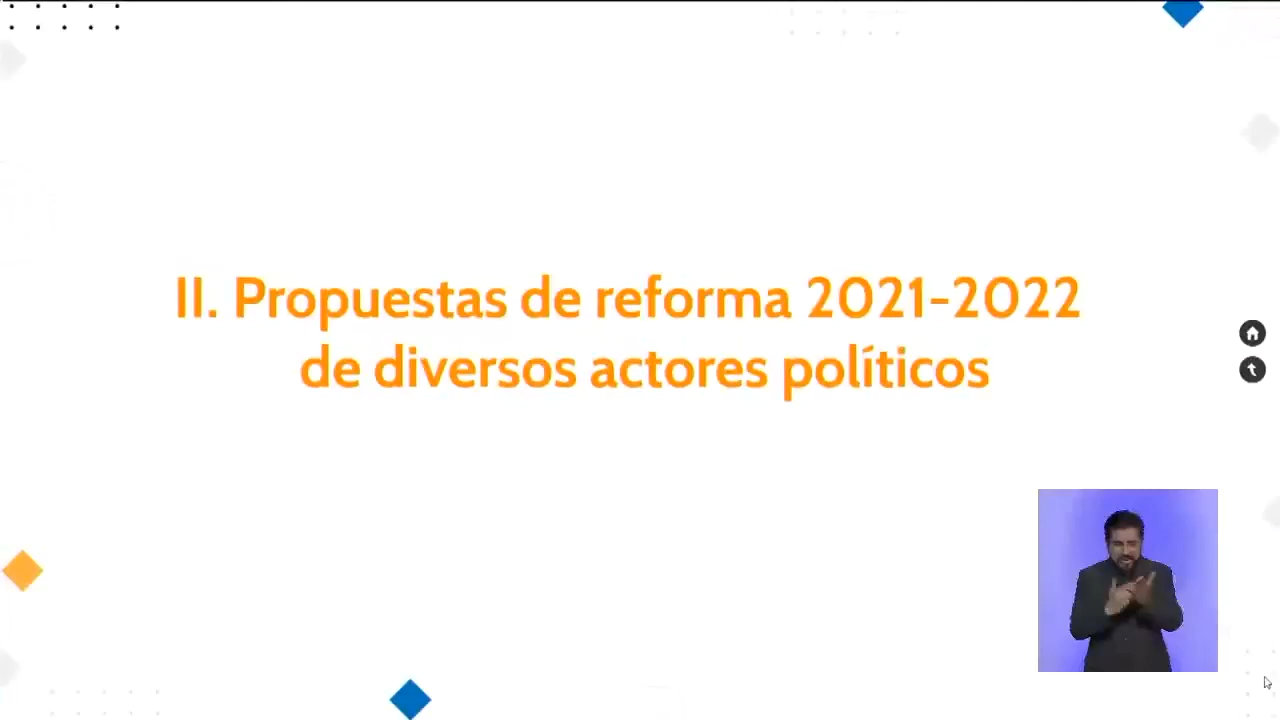 II. Propuestas de reforma 2021-2022
de diversos actores políticos